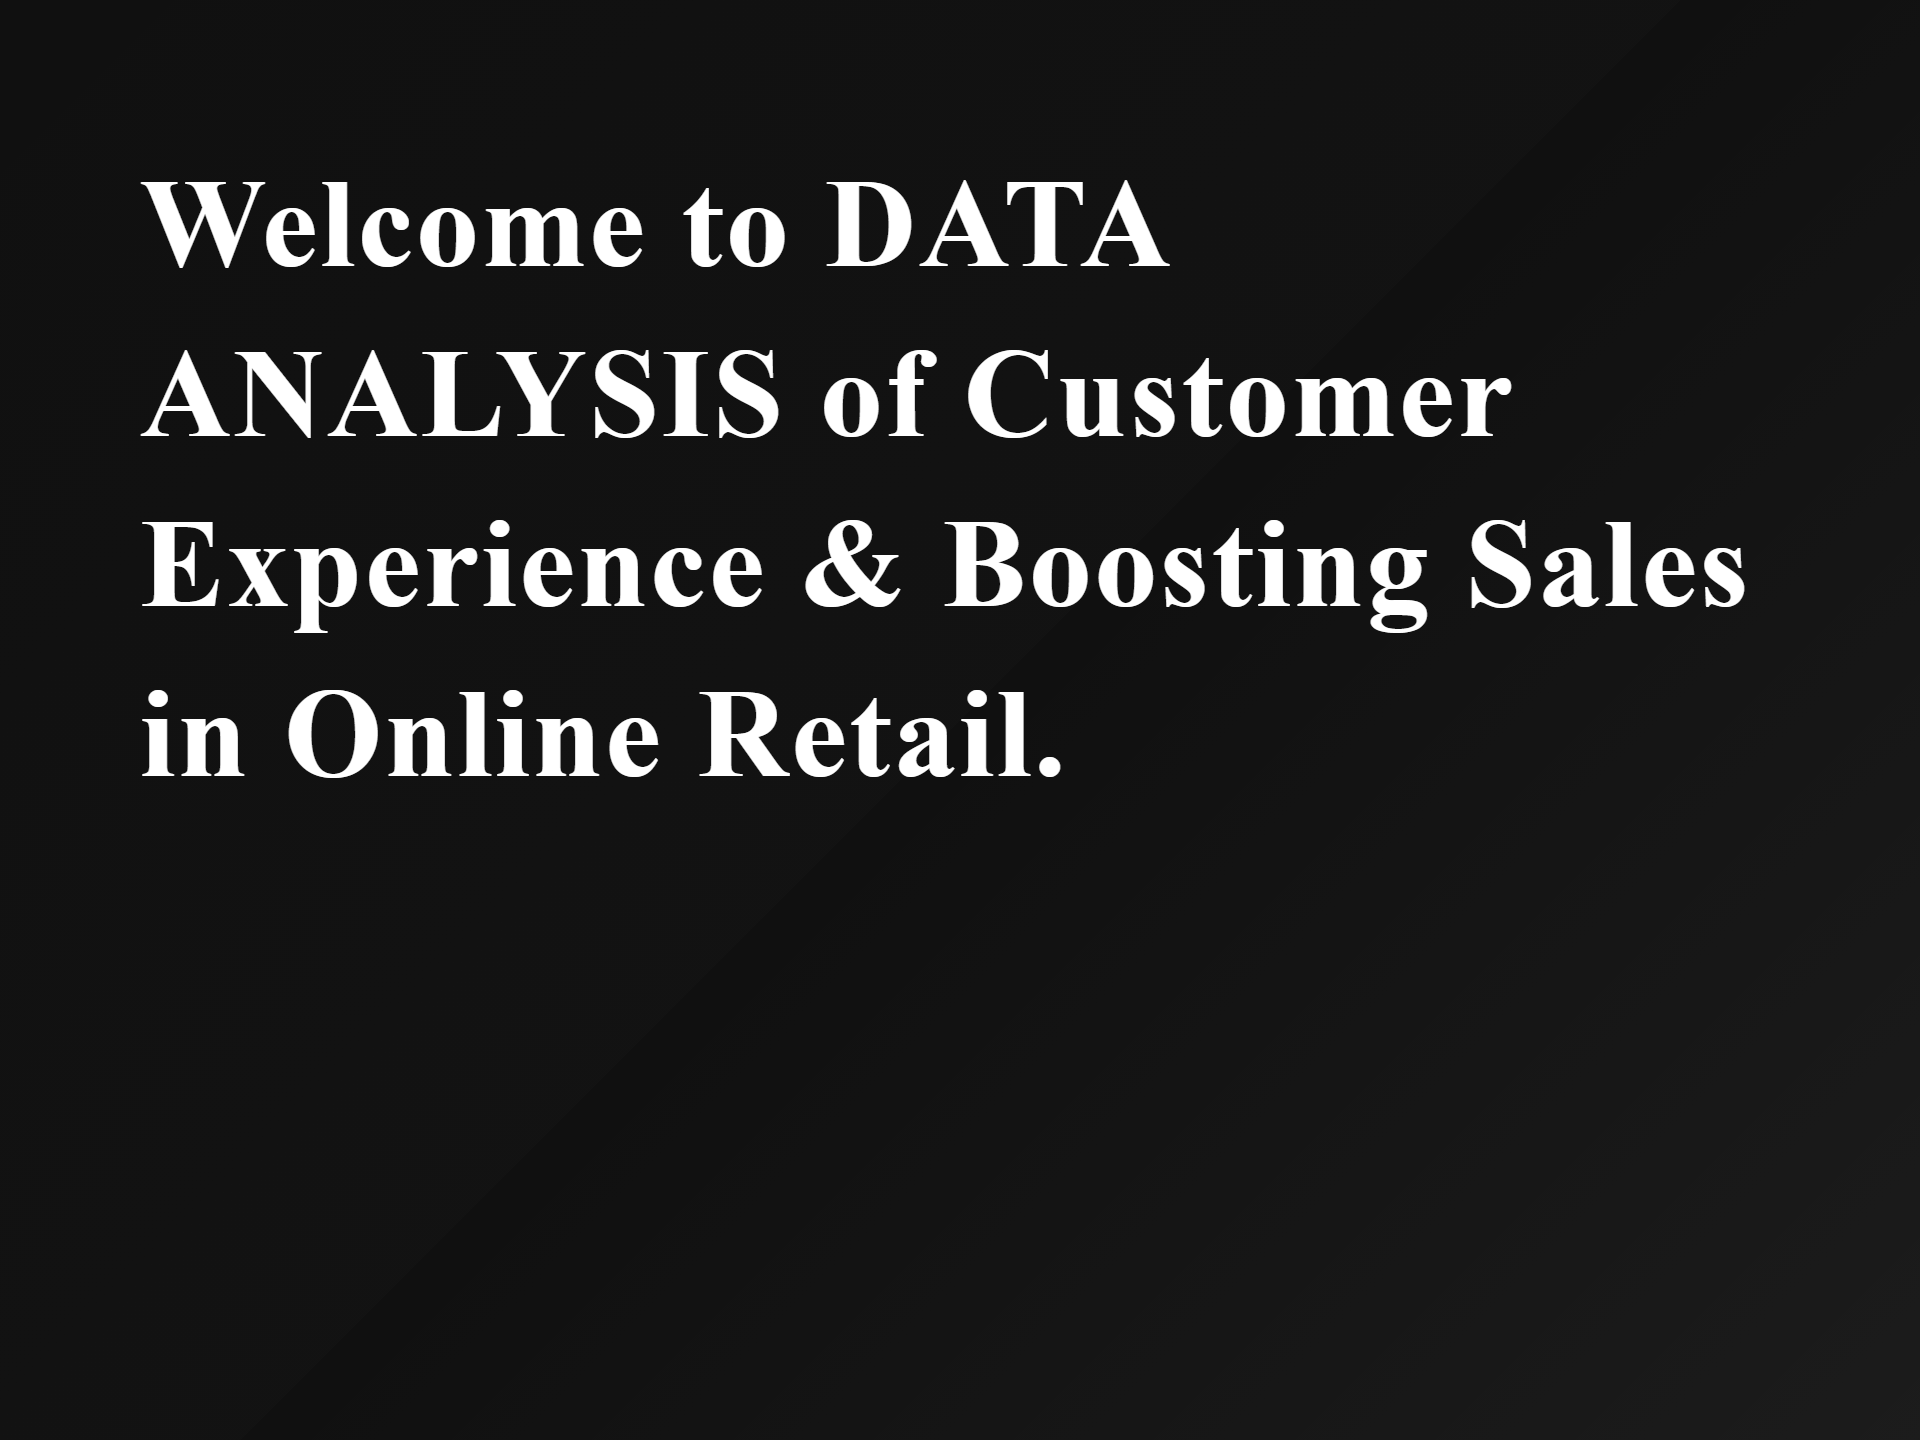 Welcome to DATA
ANALYSIS of Customer
Experience & Boosting Sales
in Online Retail.